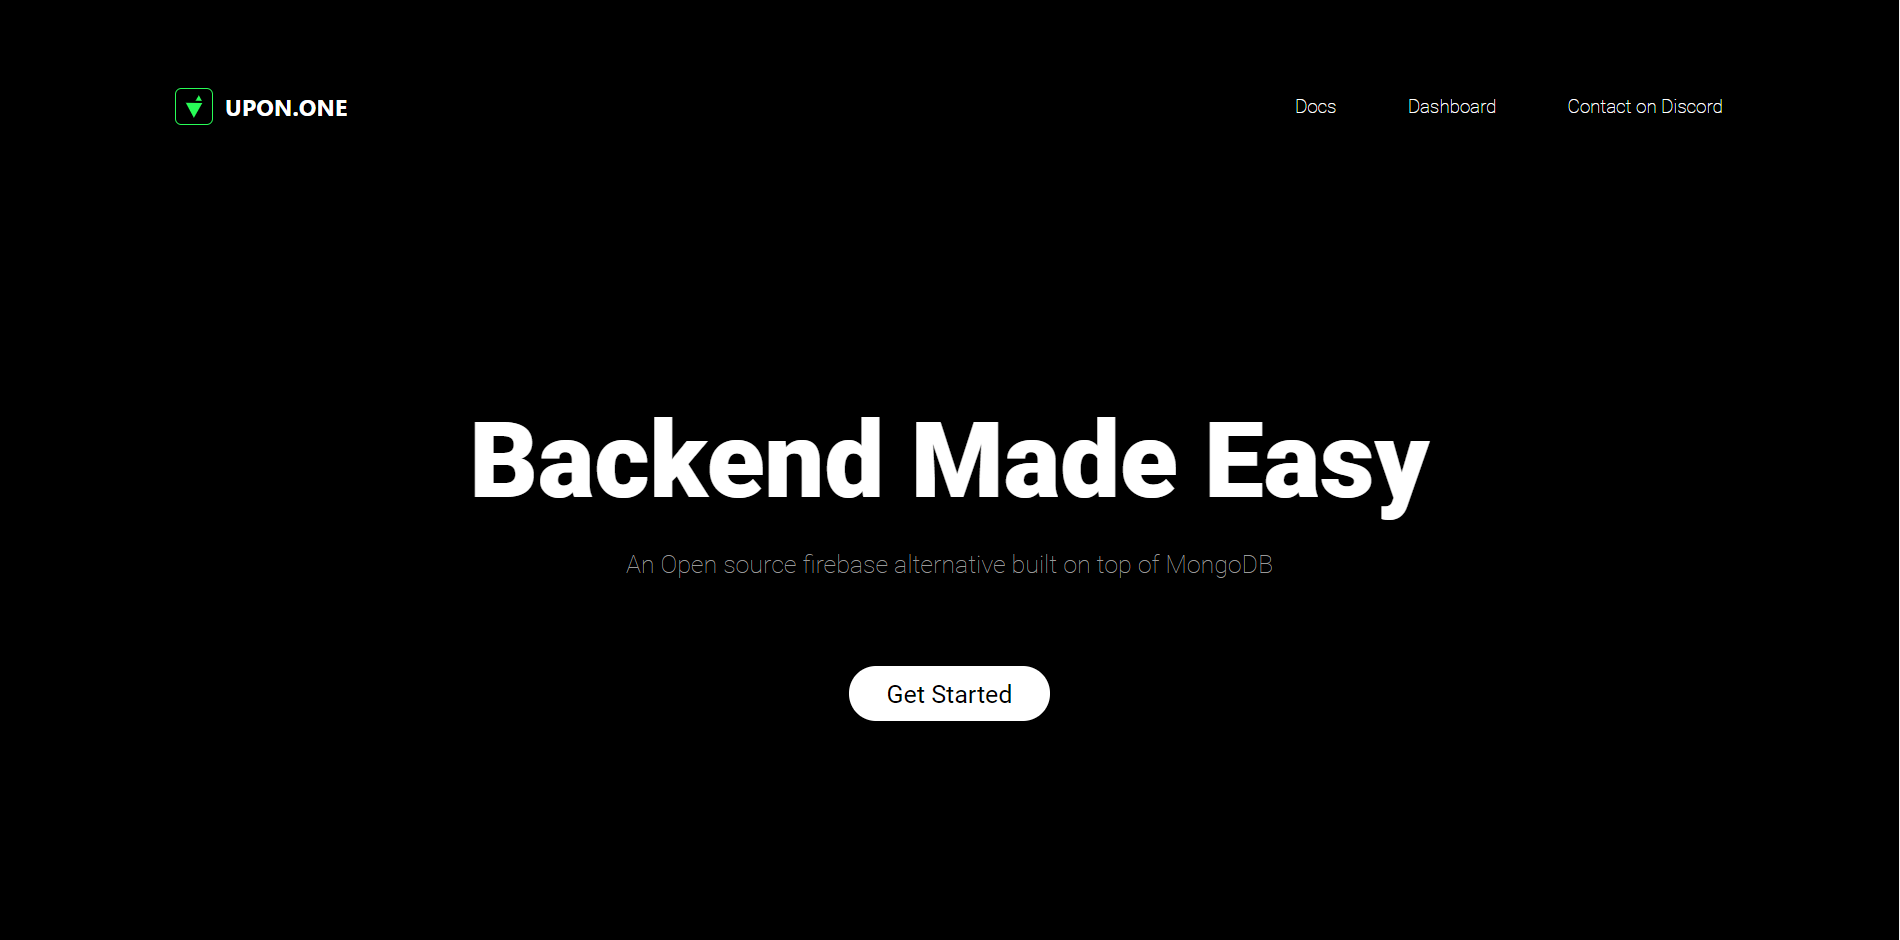 UPON.ONE
Docs
Dashboard
Contact on Discord
Backend Made Easy
An Open source firebase alternative built on top of MongoDB
Get Started